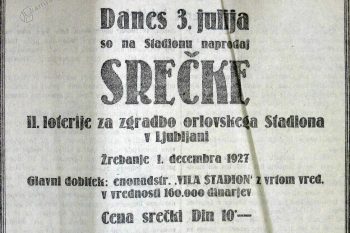 Danes 3. julija
so na Stadionu naprodaj
SREČKE
II. loterije za zgradbo orlovskega Stadiona
v Ljubljani
Žrebanje 1. decembra 1927
Glavni dobitek: enonadstr. „VILA STADION" z vrtom vred.
v vrednosti 160.000 dinarjev
Cena srečki Din 10'—